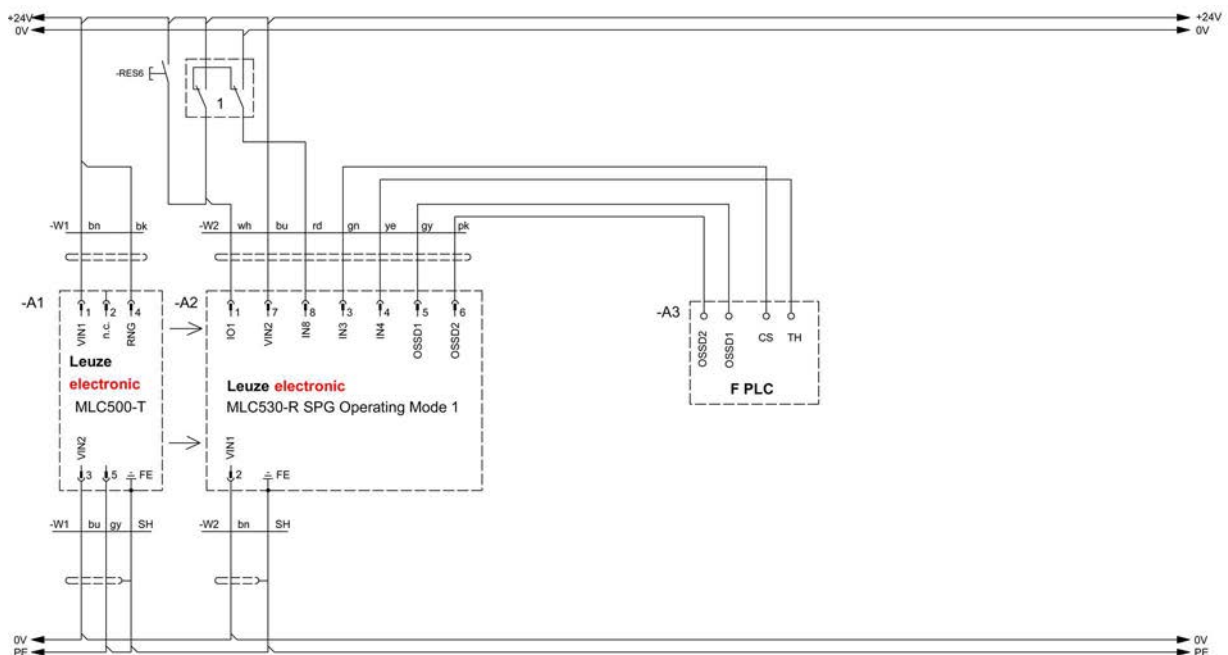 +24V +24V
0V 0V
-RES6
1
-W1 bn bk
-W2 wh bu rd gn ye gy pk
-A1
1 2 4
VIN1 n.c. RNG
Leuze
electronic
MLC500-T
VIN2
3 5 FE
-A2
1 7 8 3 4 5 6
IO1 VIN2 IN8 IN3 IN4 OSSD1 OSSD2
Leuze electronic
MLC530-R SPG Operating Mode 1
VIN1
2 FE
-A3
OSSD2 OSSD1 CS TH
F PLC
-W1 bu gy SH
-W2 bn SH
0V 0V
PE PE